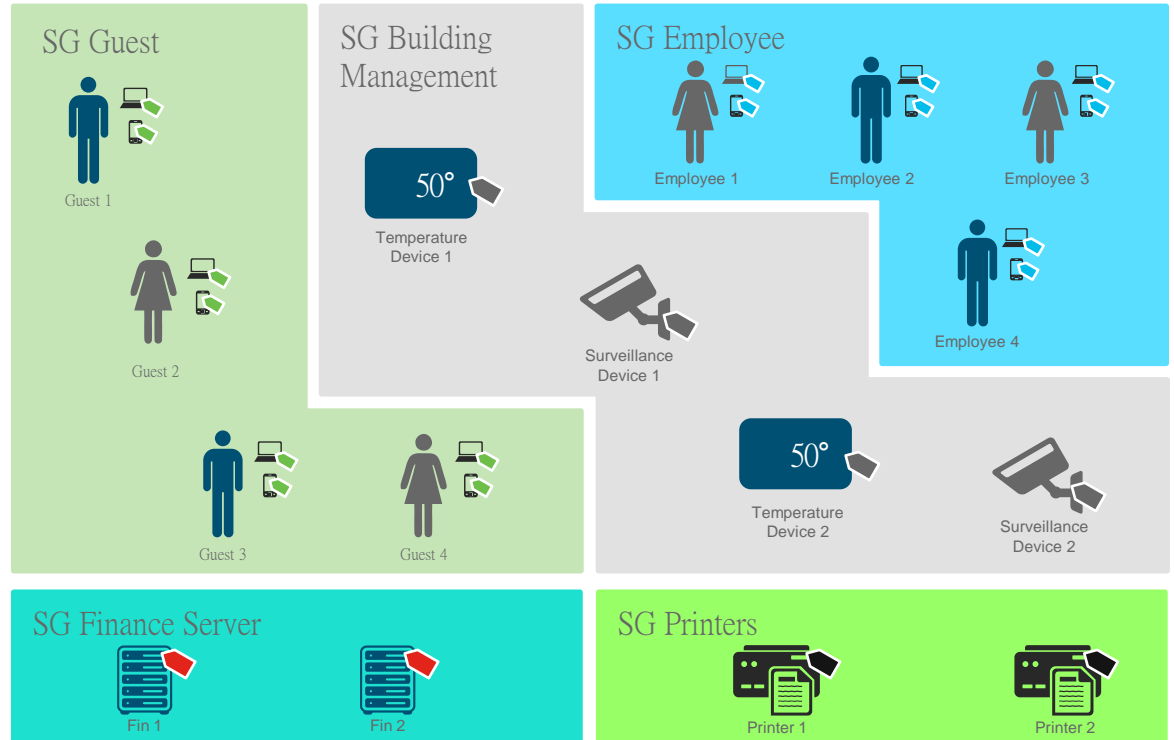 SG Guest
Guest 1
Guest 2
Guest 3
Guest 4
SG Building
Management
50°
Temperature
Device 1
Surveillance
Device 1
50°
Temperature
Device 2
Surveillance
Device 2
SG Employee
Employee 1
Employee 2
Employee 3
Employee 4
SG Finance Server
Fin 1
Fin 2
SG Printers
Printer 1
Printer 2